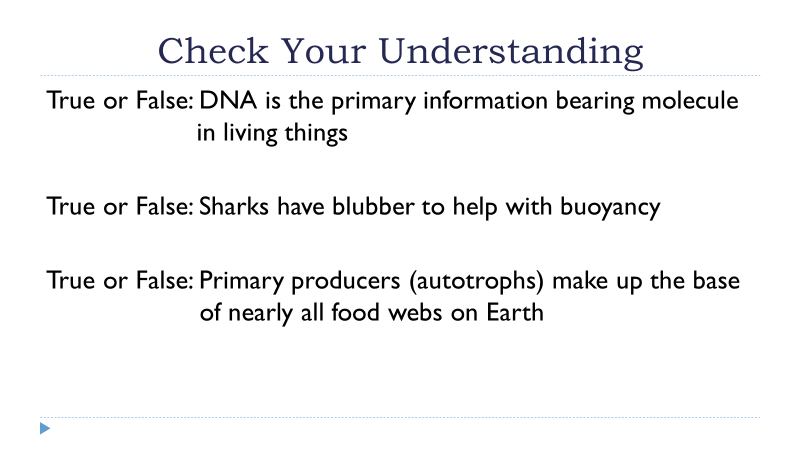 Check Your Understanding
True or False: DNA is the primary information bearing molecule
in living things
True or False: Sharks have blubber to help with buoyancy
True or False: Primary producers (autotrophs) make up the base
of nearly all food webs on Earth